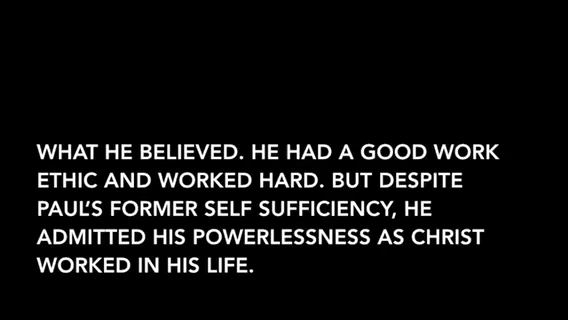 WHAT HE BELIEVED. HE HAD A GOOD WORK
ETHIC AND WORKED HARD. BUT DESPITE
PAUL’S FORMER SELF SUFFICIENCY, HE
ADMITTED HIS POWERLESSNESS AS CHRIST
WORKED IN HIS LIFE.